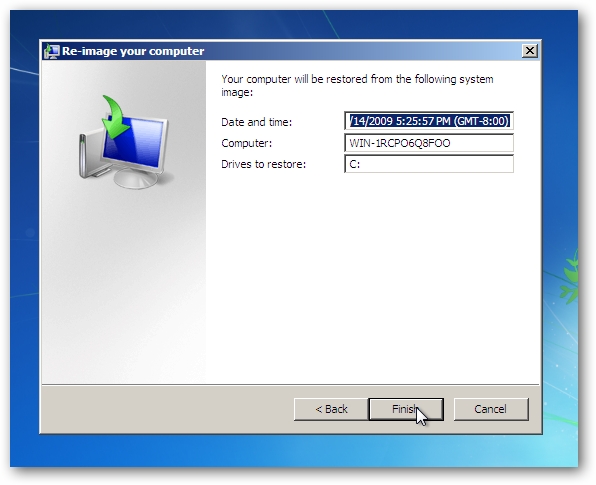 Re-image your computer
Your computer will be restored from the following system
image:
Date and time: /14/2009 5:25:57 PM (GMT-8:00)
Computer: WIN-1RCPO6Q8FOO
Drives to restore: C:
< Back Finish Cancel